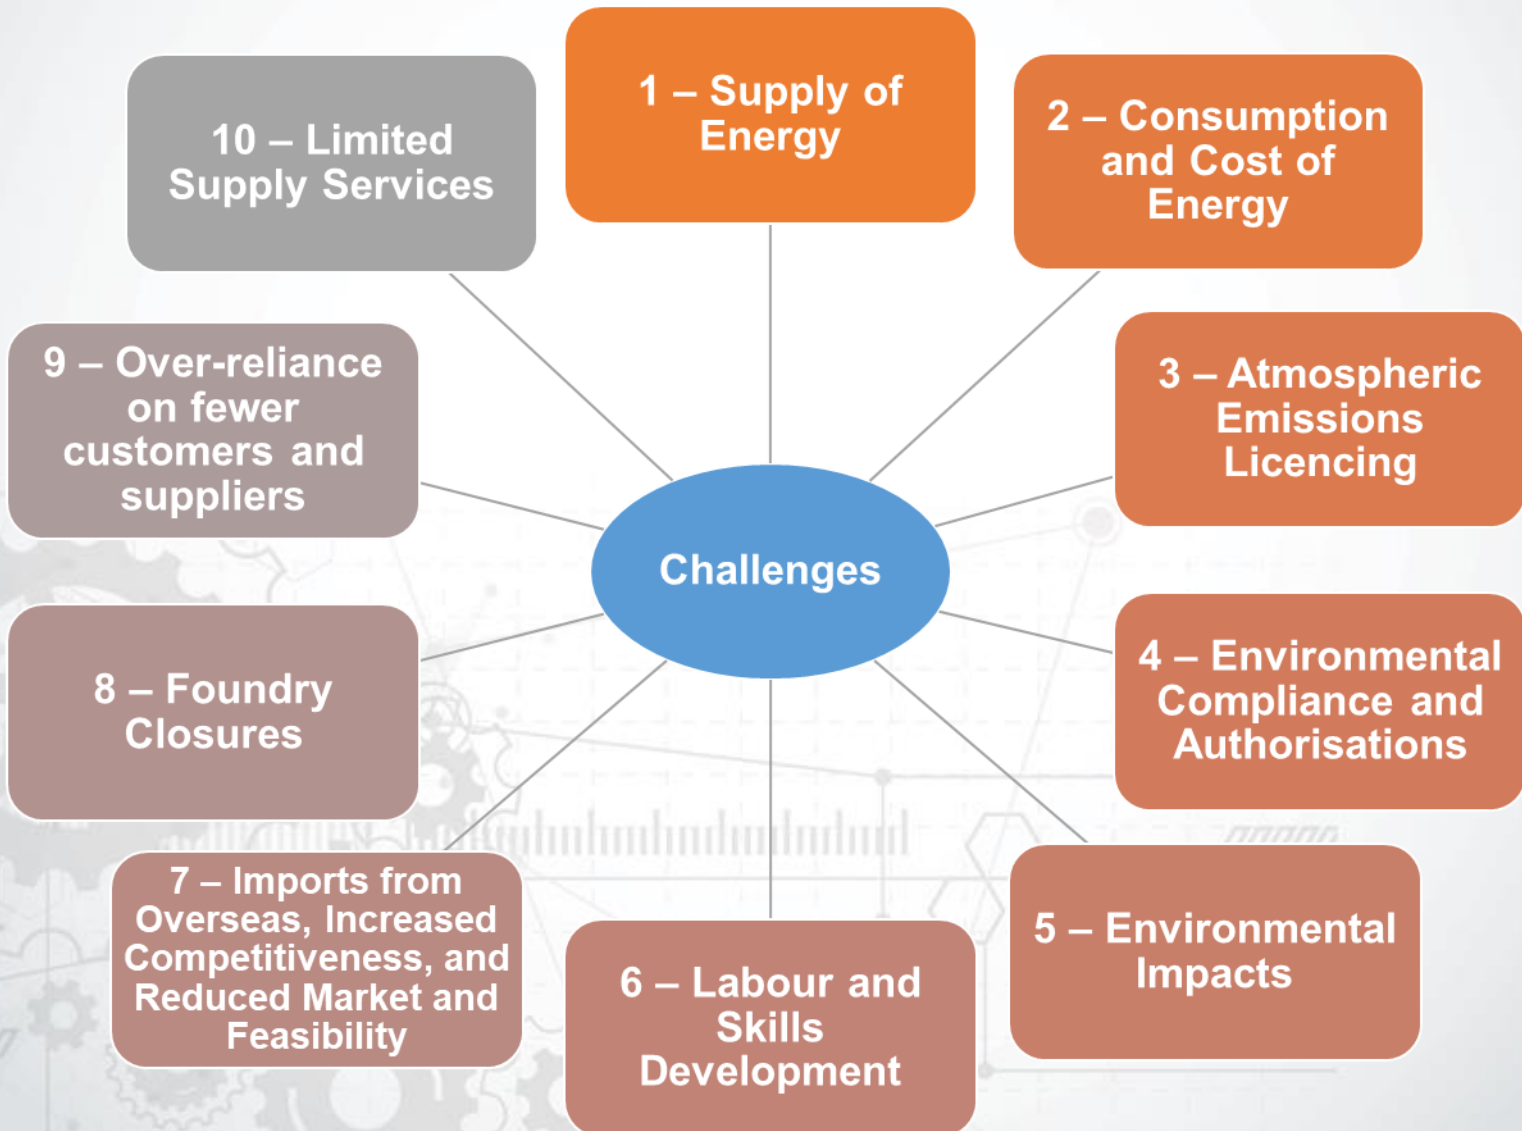 1 – Supply of
Energy
2 – Consumption
and Cost of
Energy
3 – Atmospheric
Emissions
Licencing
4 – Environmental
Compliance and
Authorisations
5 – Environmental
Impacts
6 – Labour and
Skills
Development
7 – Imports from
Overseas, Increased
Competitiveness, and
Reduced Market and
Feasibility
8 – Foundry
Closures
9 – Over-reliance
on fewer
customers and
suppliers
10 – Limited
Supply Services
Challenges